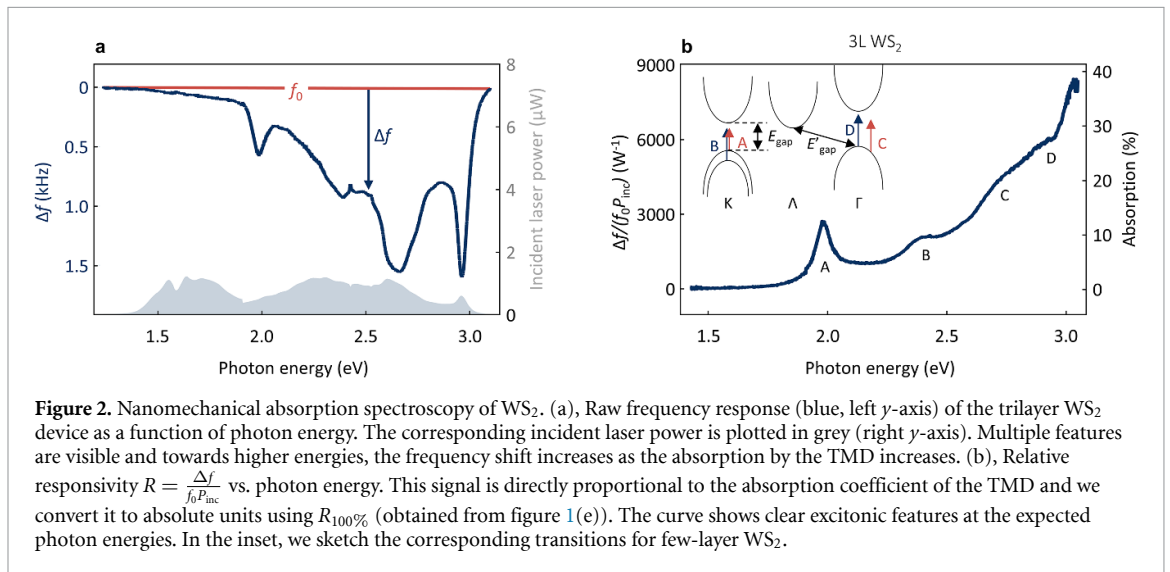 a
0
0.5
1.0
1.5
Δf (kHz)
f0
Δf
8
6
4
2
0
Incident laser power (μW)
1.5 2.0 2.5 3.0
Photon energy (eV)
b
3L WS2
9000
6000
3000
0
Δf/(f0Pinc) (W-1)
B A Egap E'gap D C
K Λ Γ
A
B
C
D
40
30
20
10
0
Absorption (%)
1.5 2.0 2.5 3.0
Photon energy (eV)
Figure 2. Nanomechanical absorption spectroscopy of WS2. (a), Raw frequency response (blue, left y-axis) of the trilayer WS2
device as a function of photon energy. The corresponding incident laser power is plotted in grey (right y-axis). Multiple features
are visible and towards higher energies, the frequency shift increases as the absorption by the TMD increases. (b), Relative
responsivity R = Δf/f0Pinc vs. photon energy. This signal is directly proportional to the absorption coefficient of the TMD and we
convert it to absolute units using R100% (obtained from figure 1(e)). The curve shows clear excitonic features at the expected
photon energies. In the inset, we sketch the corresponding transitions for few-layer WS2.